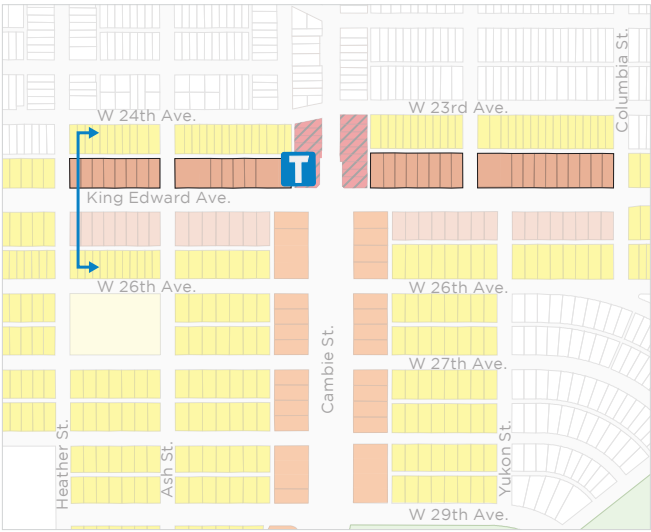 Columbia St.
W 24th Ave.
W 23rd Ave.
T
King Edward Ave.
W 26th Ave.
W 26th Ave.
Cambie St.
W 27th Ave.
Heather St.
Ash St.
Yukon St.
W 29th Ave.